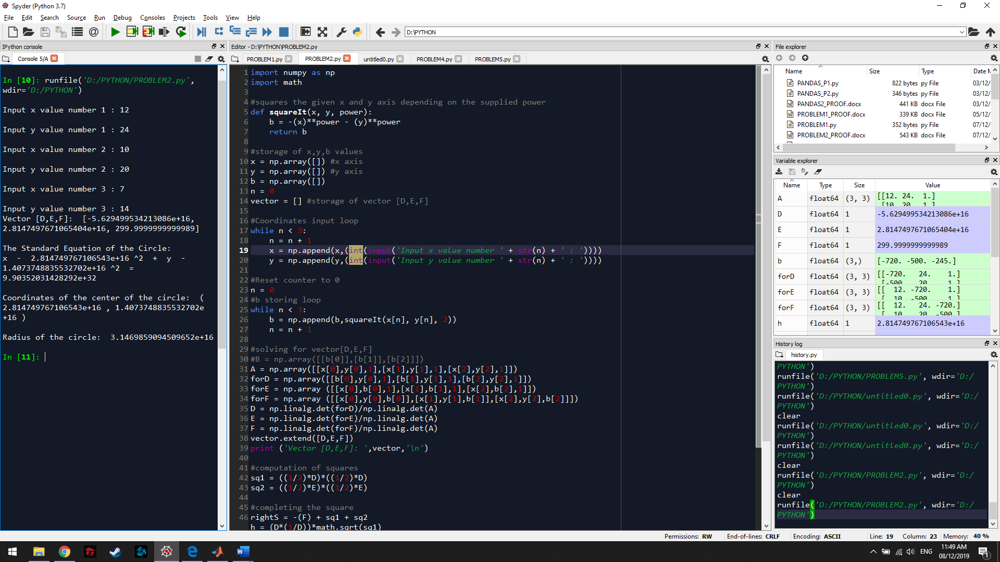 Spyder (Python 3.7)
File Edit Search Source Run Debug Consoles Projects Tools View Help
D:\PYTHON
IPython console
Console 5/A
In [10]: runfile('D:/PYTHON/PROBLEM2.py',
wdir='D:/PYTHON')
Input x value number 1 : 12
Input y value number 1 : 24
Input x value number 2 : 10
Input y value number 2 : 20
Input x value number 3 : 7
Input y value number 3 : 14
Vector [D,E,F]:  [-5.629499534213086e+16,
2.8147497671065404e+16, 299.9999999999989]
The Standard Equation of the Circle:
x  -  2.814749767106543e+16 ^2  +  y  -
1.4073748835532702e+16 ^2  =
9.90352031428292e+32
Coordinates of the center of the circle:  (
2.814749767106543e+16 , 1.4073748835532702e
+16 )
Radius of the circle:  3.1469859094509652e+16
In [11]:
Editor - D:\PYTHON\PROBLEM2.py
PROBLEM1.py PROBLEM2.py untitled0.py PROBLEM4.py PROBLEM5.py
1 import numpy as np
2 import math
3
4 #squares the given x and y axis depending on the supplied power
5 def squareIt(x, y, power):
6     b = -(x)**power - (y)**power
7     return b
8
9 #storage of x,y,b values
10 x = np.array([]) #x axis
11 y = np.array([]) #y axis
12 b = np.array([])
13 n = 0
14 vector = [] #storage of vector [D,E,F]
15
16 #Coordinates input loop
17 while n < 3:
18     n = n + 1
19     x = np.append(x,(int(input('Input x value number ' + str(n) + ' : '))))
20     y = np.append(y,(int(input('Input y value number ' + str(n) + ' : '))))
21
22 #Reset counter to 0
23 n = 0
24 #b storing loop
25 while n < 3:
26     b = np.append(b,squareIt(x[n], y[n], 2))
27     n = n + 1
28
29 #solving for vector[D,E,F]
30 #B = np.array([[b[0]],[b[1]],[b[2]]])
31 A = np.array([[x[0],y[0],1],[x[1],y[1],1],[x[2],y[2],1]])
32 forD = np.array([[b[0],y[0],1],[b[1],y[1],1],[b[2],y[2],1]])
33 forE = np.array ([[x[0],b[0],1],[x[1],b[1],1],[x[2],b[2],1]])
34 forF = np.array ([[x[0],y[0],b[0]],[x[1],y[1],b[1]],[x[2],y[2],b[2]]])
35 D = np.linalg.det(forD)/np.linalg.det(A)
36 E = np.linalg.det(forE)/np.linalg.det(A)
37 F = np.linalg.det(forF)/np.linalg.det(A)
38 vector.extend([D,E,F])
39 print ('Vector [D,E,F]: ',vector,'\n')
40
41 #computation of squares
42 sq1 = ((1/2)*D)*((1/2)*D)
43 sq2 = ((1/2)*E)*((1/2)*E)
44
45 #completing the square
46 rightS = -(F) + sq1 + sq2
h = (D*(1/D))*math.sqrt(sq1)
File explorer
Name Size Type Date M
PANDAS_P1.py 822 bytes py File 03/12/
PANDAS_P2.py 346 bytes py File 03/12/
PANDAS2_PROOF.docx 441 KB docx File 03/12/
PROBLEM1_PROOF.docx 339 KB docx File 05/12/
PROBLEM1.py 352 bytes py File 07/12/
PROBLEM2_PROOF.docx 543 KB docx File 07/12/
Variable explorer
Name Type Size Value
A float64 (3, 3) [[12. 24.  1.]
[10. 20.  1.]
D float64 1 -5.629499534213086e+16
E float64 1 2.8147497671065404e+16
F float64 1 299.9999999999989
b float64 (3,) [-720. -500. -245.]
forD float64 (3, 3) [[-720.   24.    1.]
[-500.   20.    1.]
forE float64 (3, 3) [[  12. -720.    1.]
[  10. -500.    1.]
forF float64 (3, 3) [[  12.   24. -720.]
[  10.   20. -500.]
h float64 1 2.814749767106543e+16
History log
history.py
PYTHON')
runfile('D:/PYTHON/PROBLEM5.py', wdir='D:/
PYTHON')
runfile('D:/PYTHON/untitled0.py', wdir='D:/
PYTHON')
clear
runfile('D:/PYTHON/untitled0.py', wdir='D:/
PYTHON')
runfile('D:/PYTHON/untitled0.py', wdir='D:/
PYTHON')
clear
runfile('D:/PYTHON/PROBLEM2.py', wdir='D:/
PYTHON')
clear
runfile('D:/PYTHON/PROBLEM2.py', wdir='D:/
PYTHON')
Permissions: RW End-of-lines: CRLF Encoding: ASCII Line: 19 Column: 23 Memory: 40 %
ENG
11:49 AM
08/12/2019
1